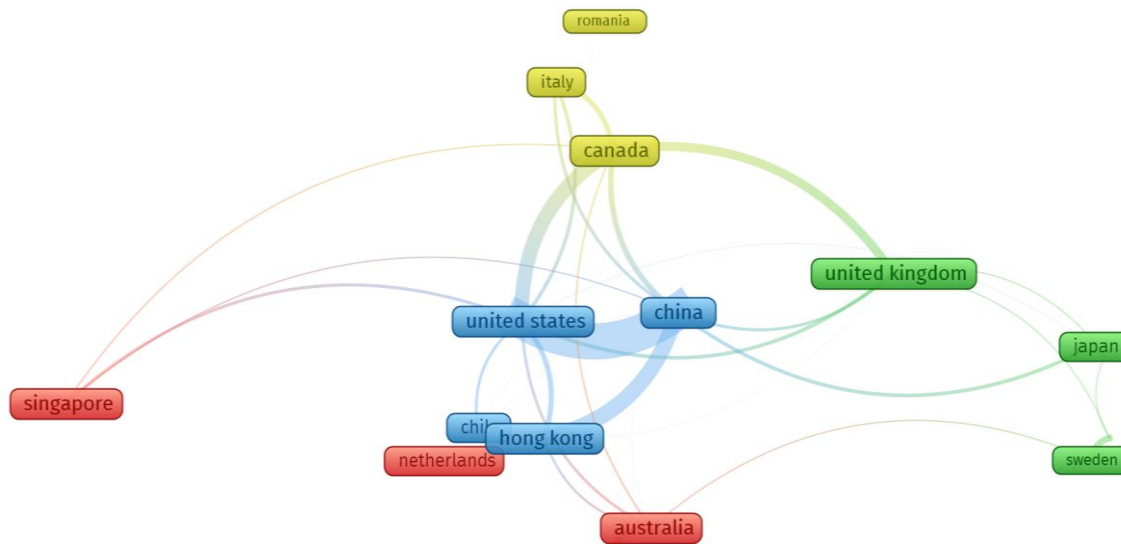 romania
italy
canada
united kingdom
china
united states
japan
singapore
hong kong
netherlands
sweden
australia